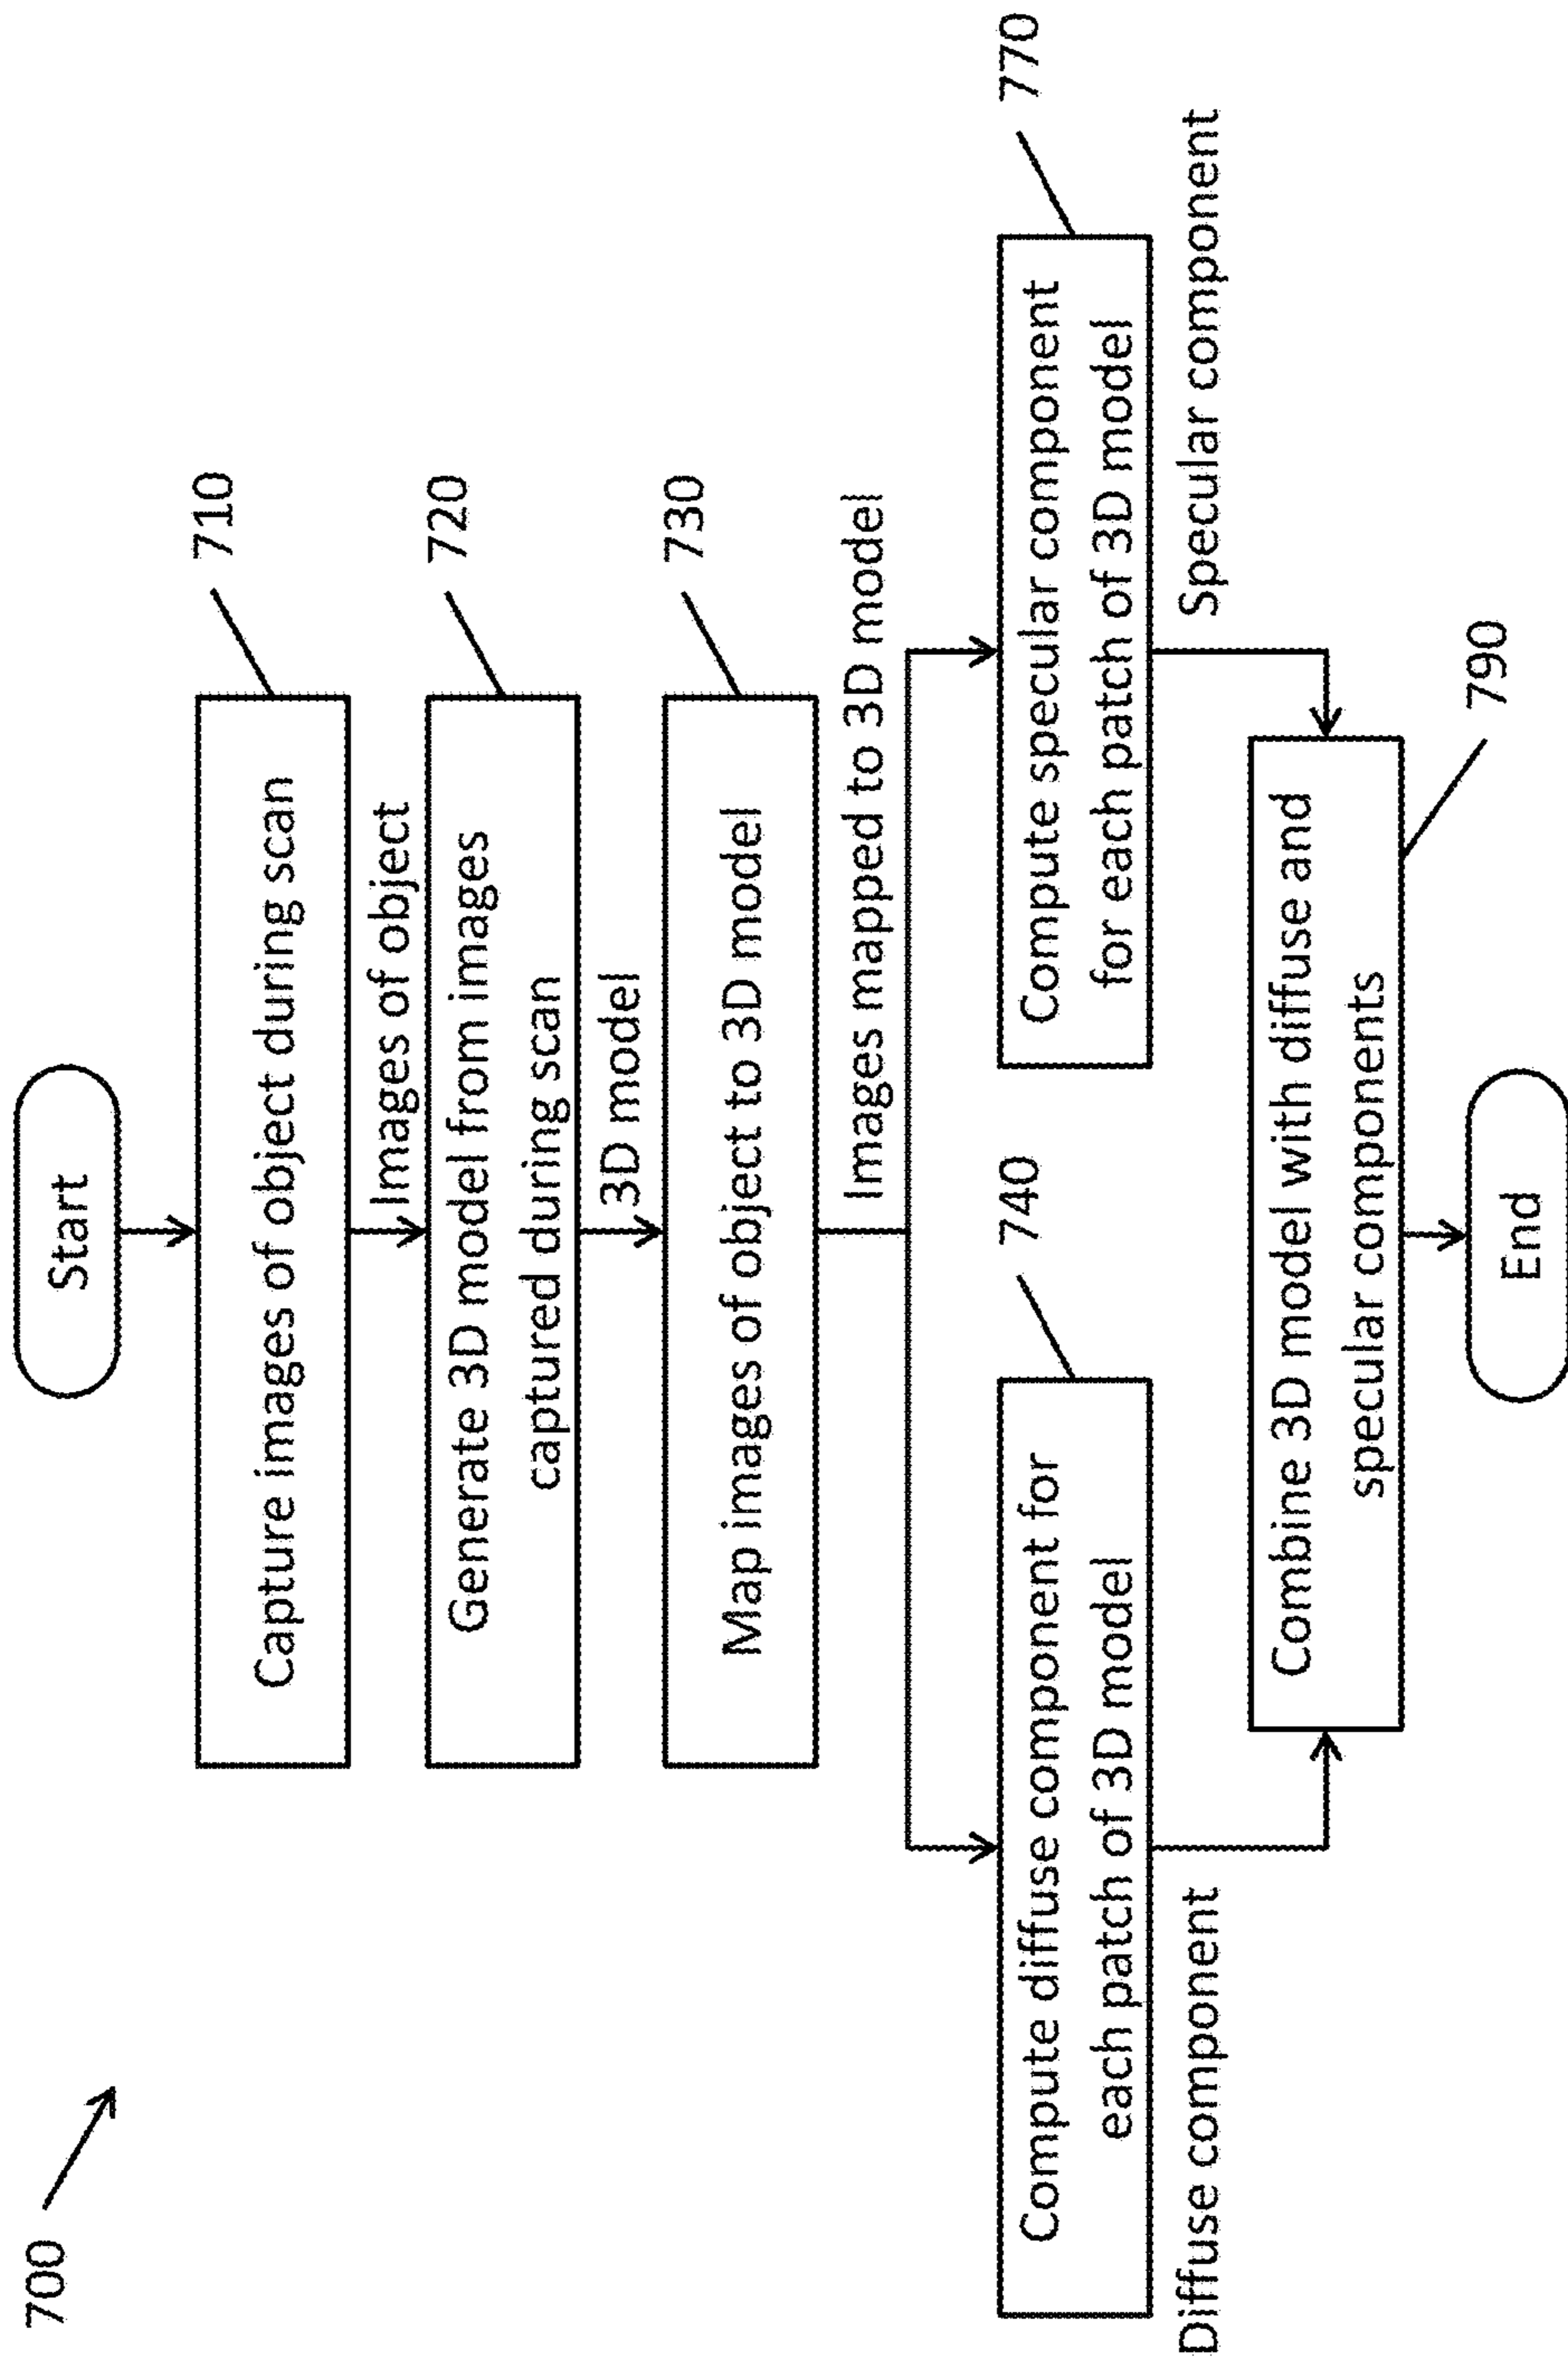 700
Start
710
Capture images of object during scan
Images of object
720
Generate 3D model from images
captured during scan
3D model
730
Map images of object to 3D model
Images mapped to 3D model
740
Compute diffuse component for
each patch of 3D model
770
Compute specular component
for each patch of 3D model
Diffuse component
Specular component
790
Combine 3D model with diffuse and
specular components
End